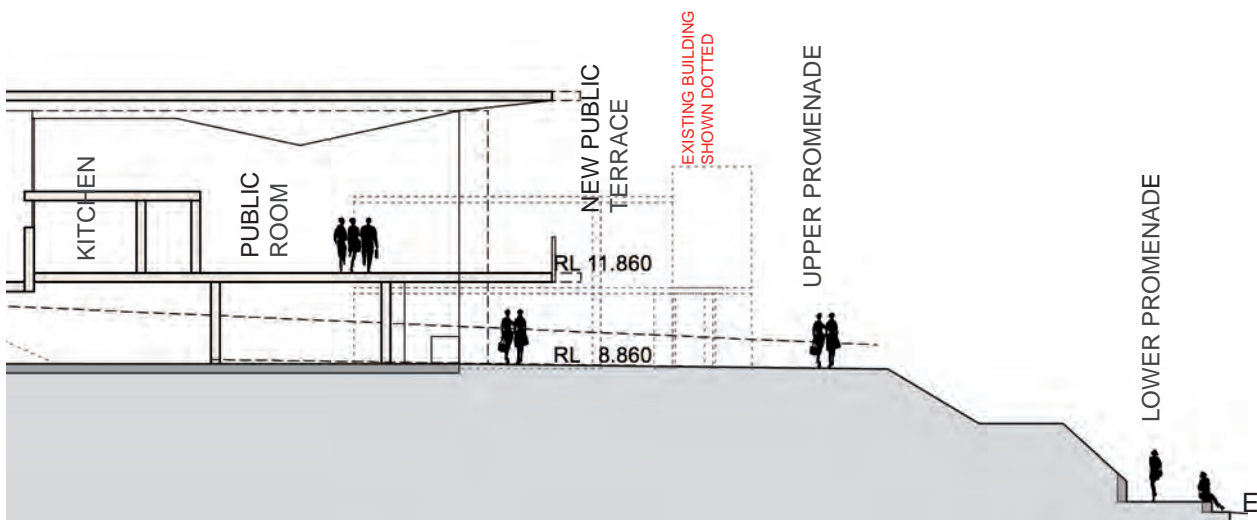 KITCHEN
PUBLIC
ROOM
NEW PUBLIC
TERRACE
EXISTING BUILDING
SHOWN DOTTED
UPPER PROMENADE
LOWER PROMENADE
RL 11.860
RL 8.860